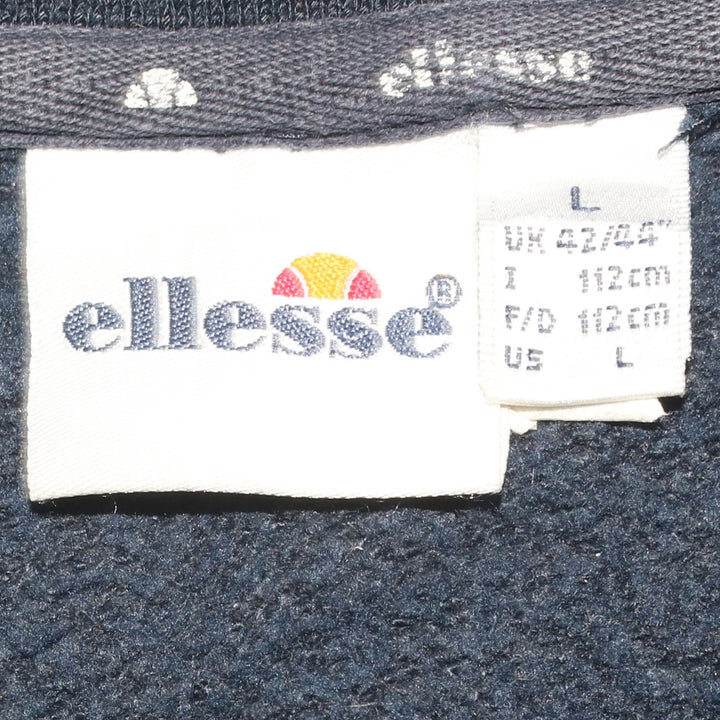 ellesse
ellesse®
L
UK 42/44"
I 112cm
F/D 112cm
US L